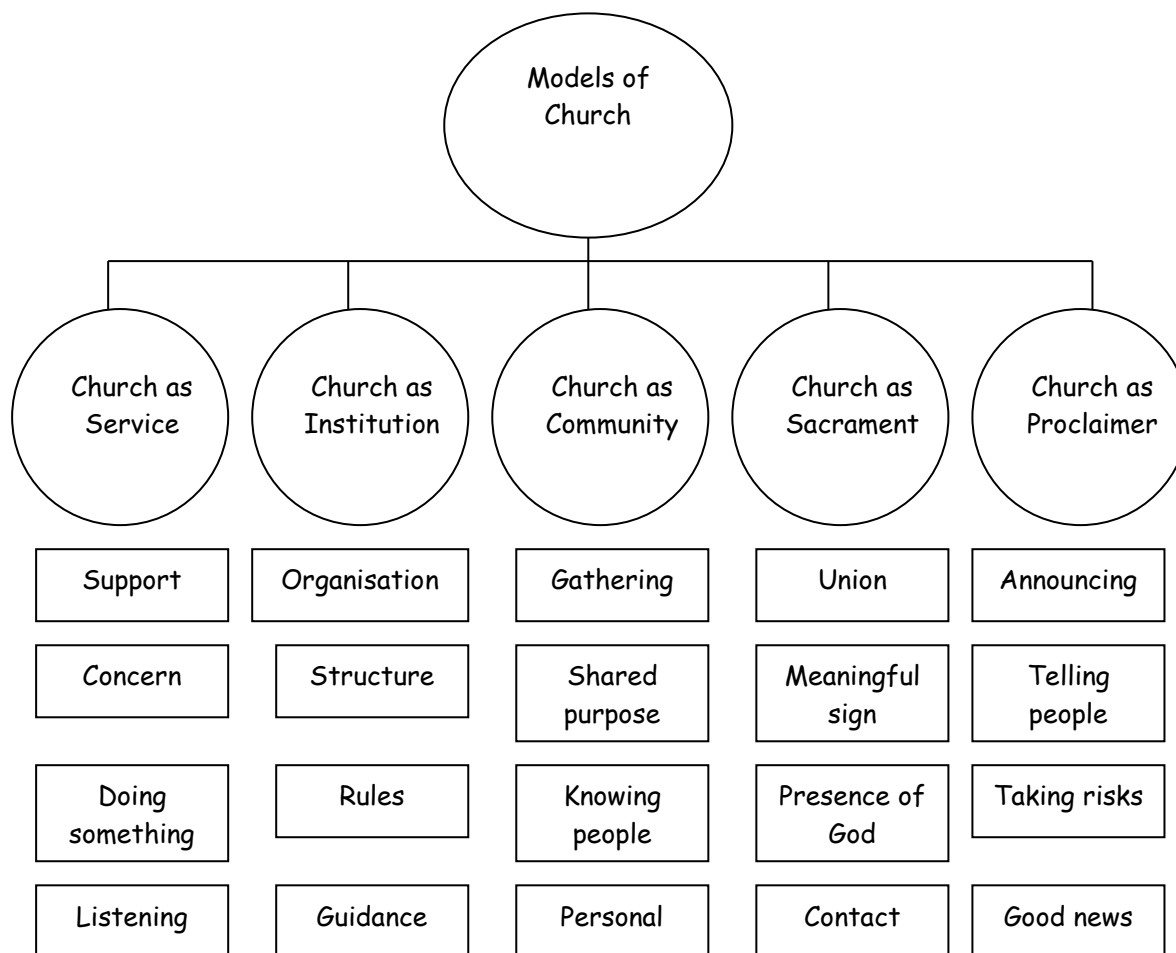 Models of
Church
Church as
Service
Church as
Institution
Church as
Community
Church as
Sacrament
Church as
Proclaimer
Support
Organisation
Gathering
Union
Announcing
Concern
Structure
Shared
purpose
Meaningful
sign
Telling
people
Doing
something
Rules
Knowing
people
Presence of
God
Taking risks
Listening
Guidance
Personal
Contact
Good news